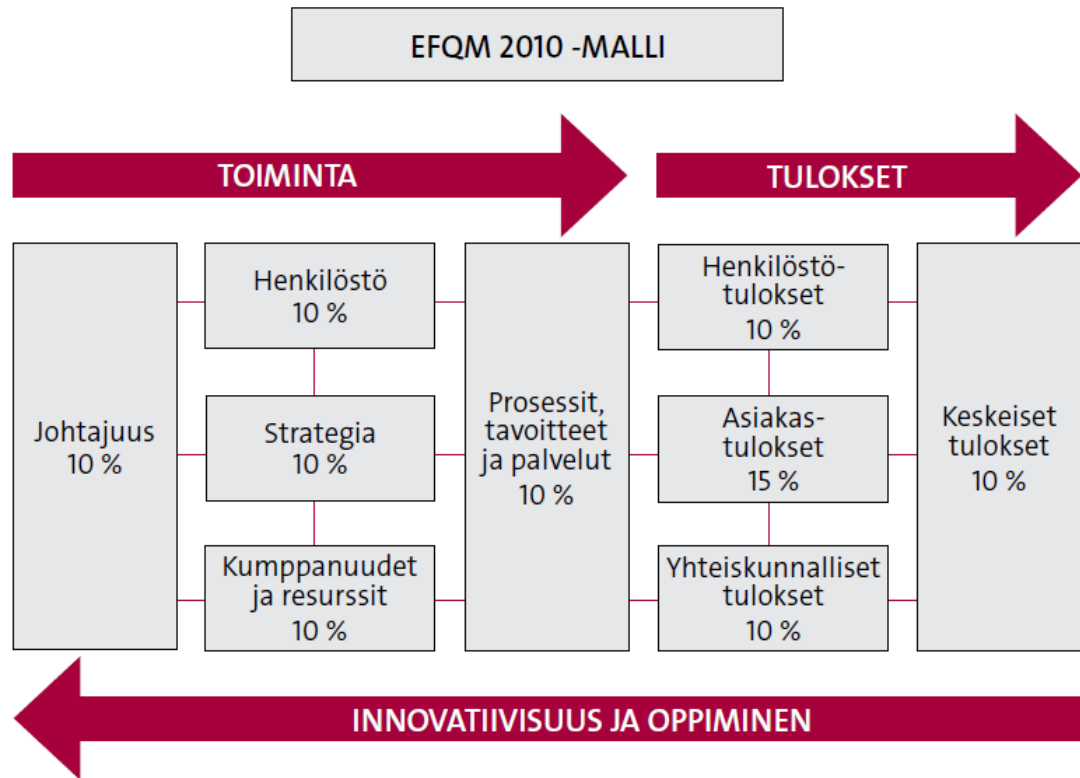 EFQM 2010 -MALLI
TOIMINTA
TULOKSET
Johtajuus
10 %
Henkilöstö
10 %
Strategia
10 %
Kumppanuudet
ja resurssit
10 %
Prosessit,
tavoitteet
ja palvelut
10 %
Henkilöstö-
tulokset
10 %
Asiakas-
tulokset
15 %
Yhteiskunnalliset
tulokset
10 %
Keskeiset
tulokset
10 %
INNOVATIIVISUUS JA OPPIMINEN